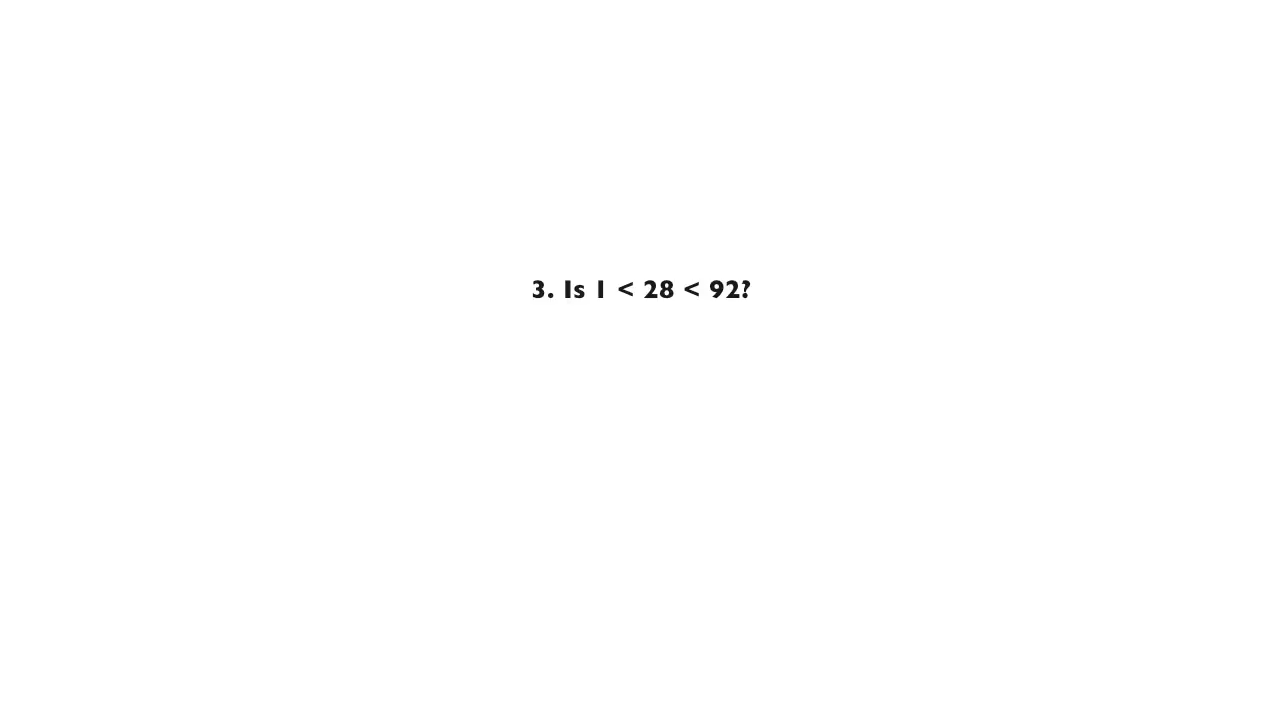 3. Is 1 < 28 < 92?